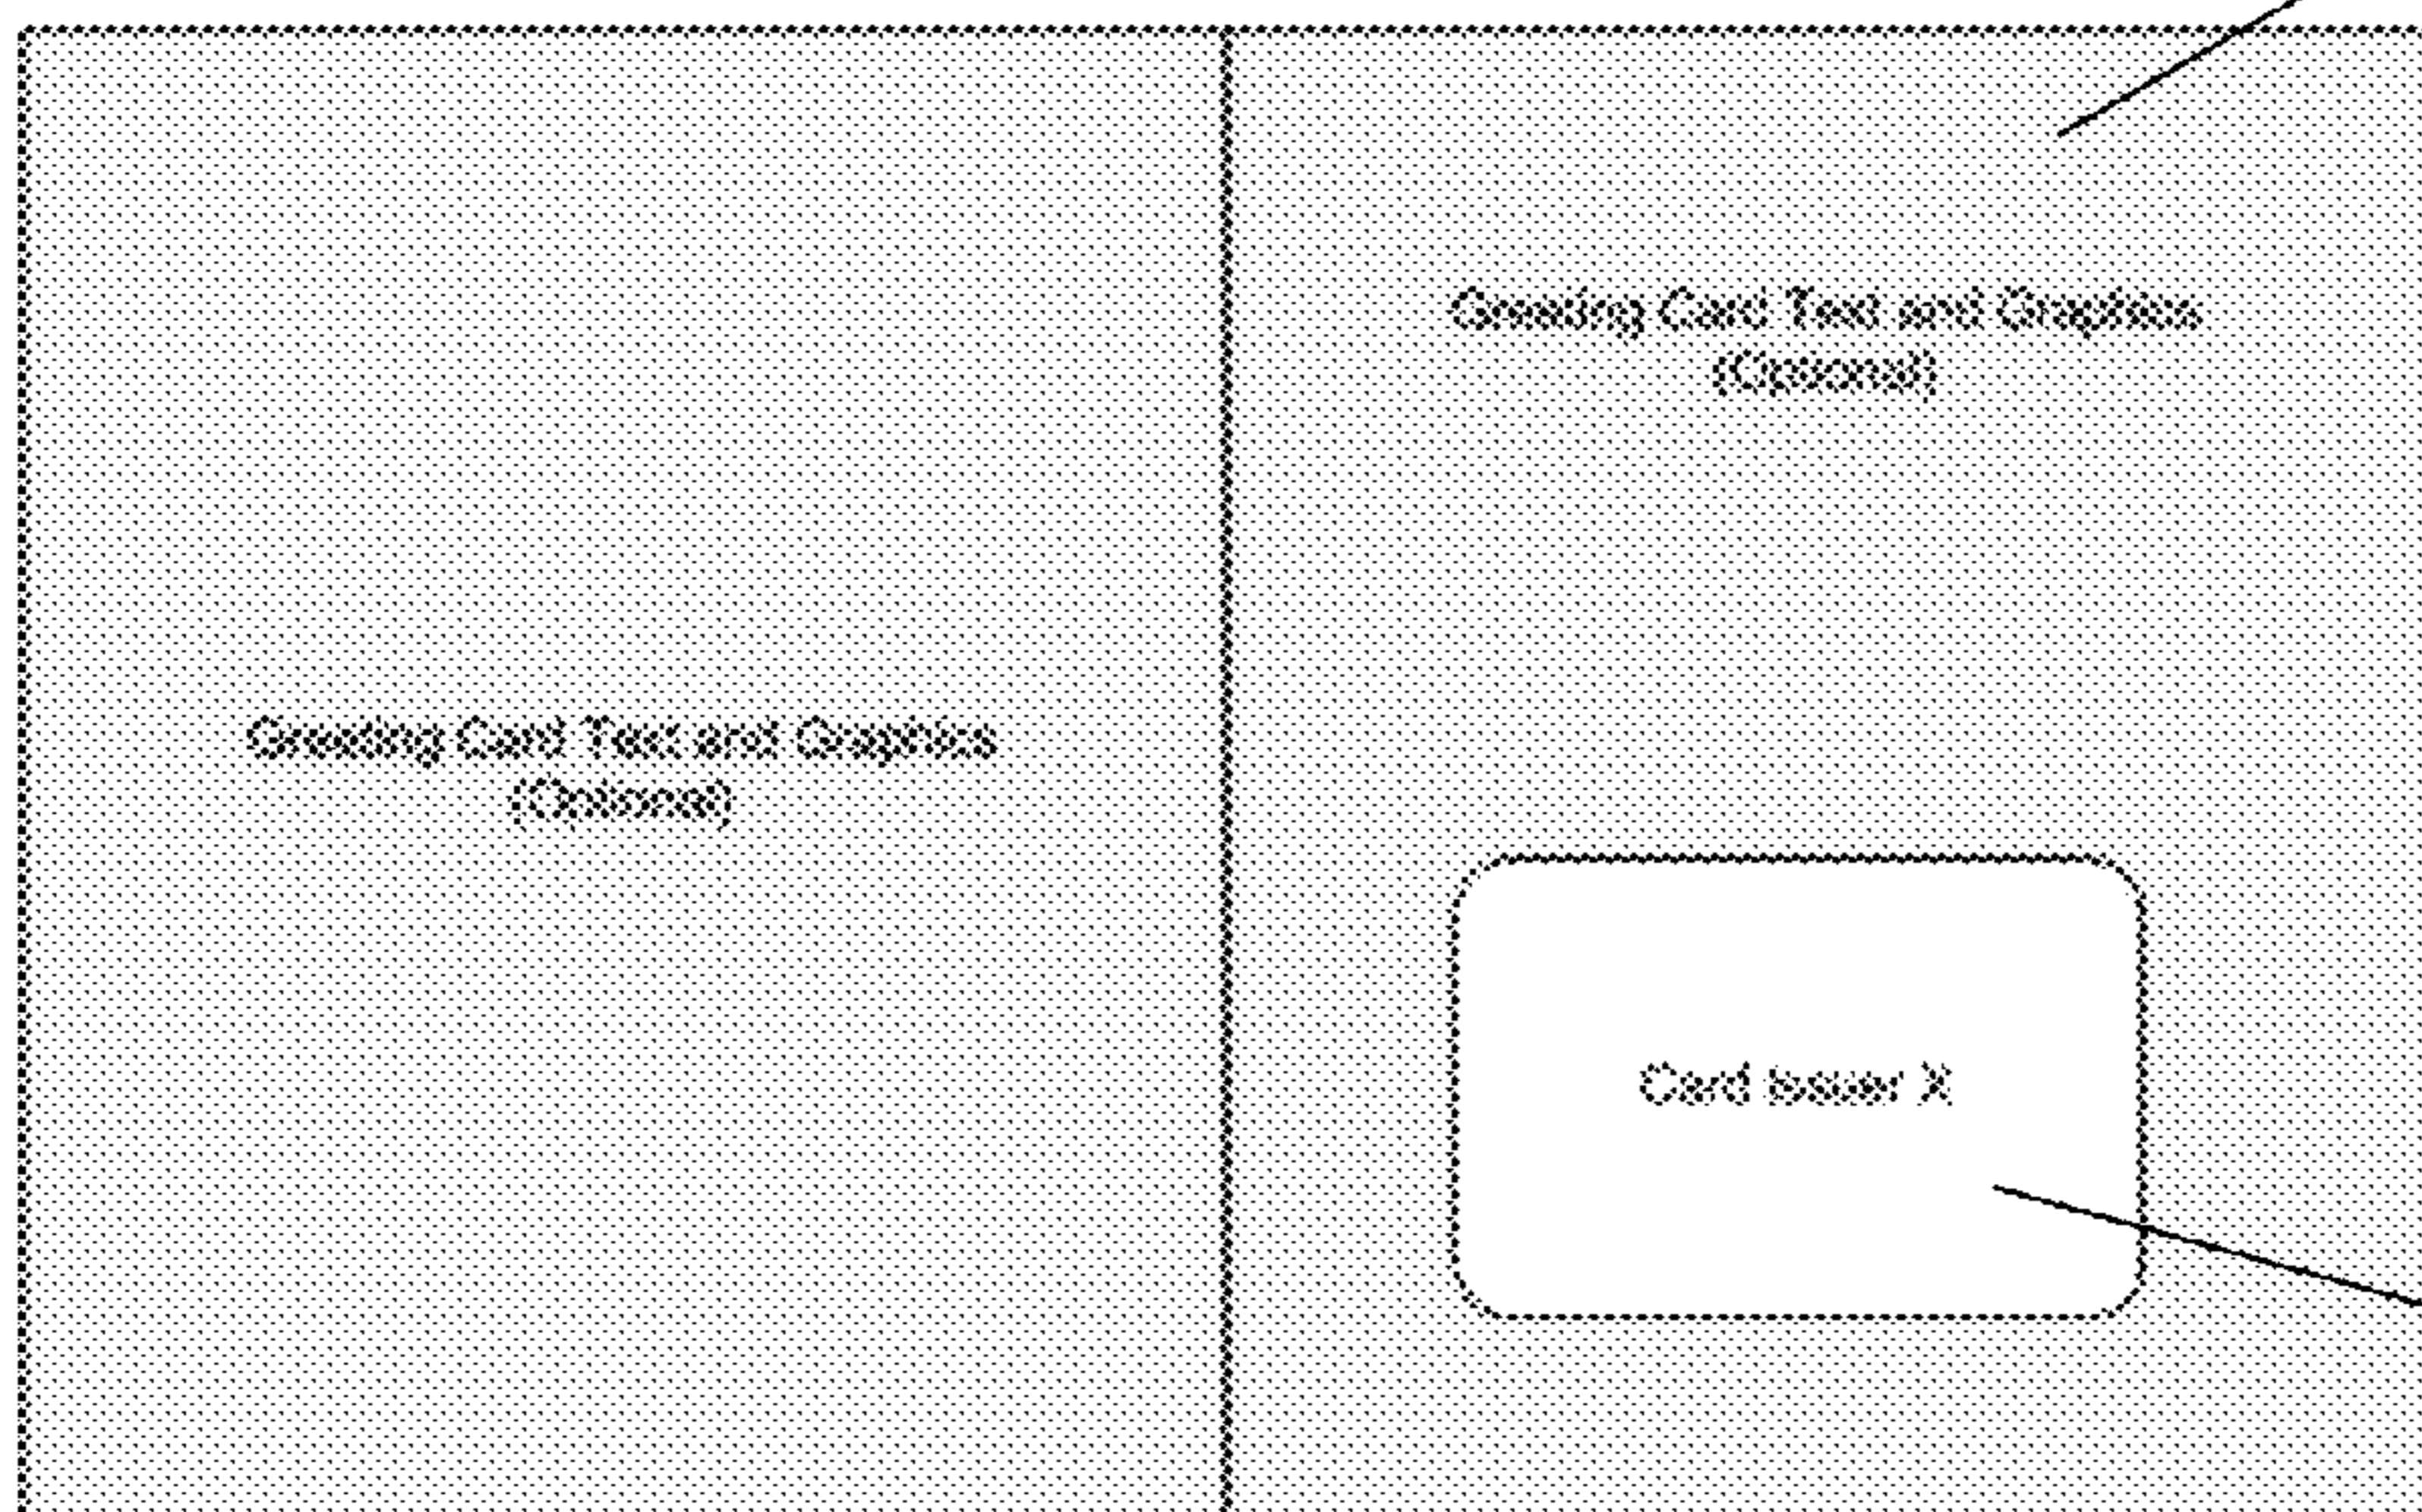 Greeting Card Text and Graphics
(Optional)
Greeting Card Text and Graphics
(Optional)
Card Issuer X